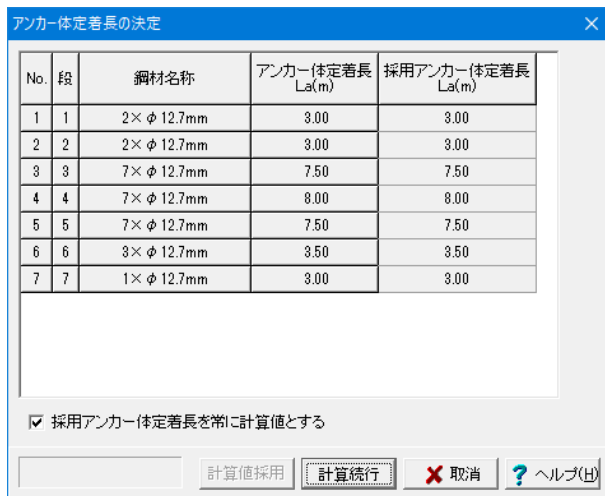 アンカー体定着長の決定
No. 段 鋼材名称 アンカー体定着長 La(m) 採用アンカー体定着長 La(m)
1 1 2×φ12.7mm 3.00 3.00
2 2 2×φ12.7mm 3.00 3.00
3 3 7×φ12.7mm 7.50 7.50
4 4 7×φ12.7mm 8.00 8.00
5 5 7×φ12.7mm 7.50 7.50
6 6 3×φ12.7mm 3.50 3.50
7 7 1×φ12.7mm 3.00 3.00
採用アンカー体定着長を常に計算値とする
計算値採用 計算続行 取消 ? ヘルプ(H)